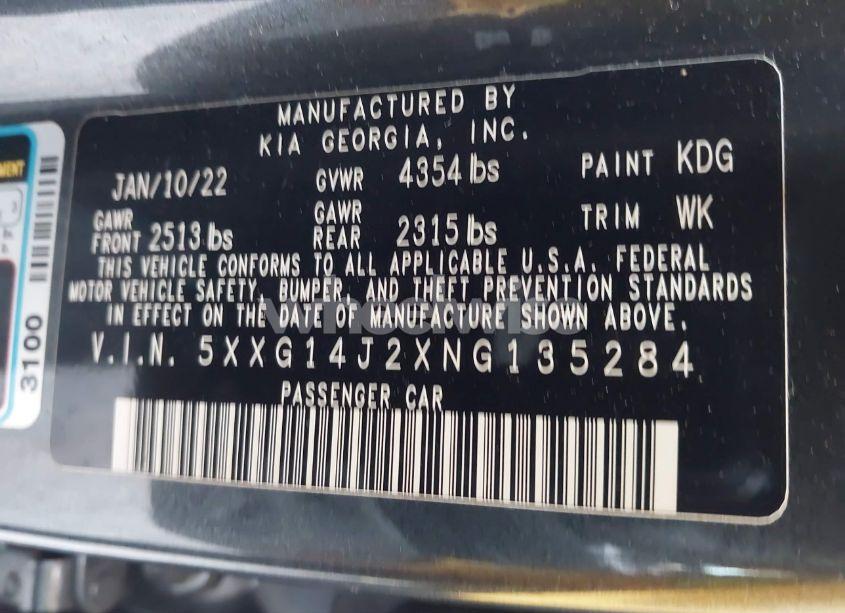 MANUFACTURED BY
KIA GEORGIA, INC.
JAN/10/22 GVWR 4354 lbs PAINT KDG
GAWR FRONT 2513 lbs GAWR REAR 2315 lbs TRIM WK
THIS VEHICLE CONFORMS TO ALL APPLICABLE U.S.A. FEDERAL
MOTOR VEHICLE SAFETY, BUMPER, AND THEFT PREVENTION STANDARDS
IN EFFECT ON THE DATE OF MANUFACTURE SHOWN ABOVE.
V.I.N. 5XXG14J2XNG135284
PASSENGER CAR
3100